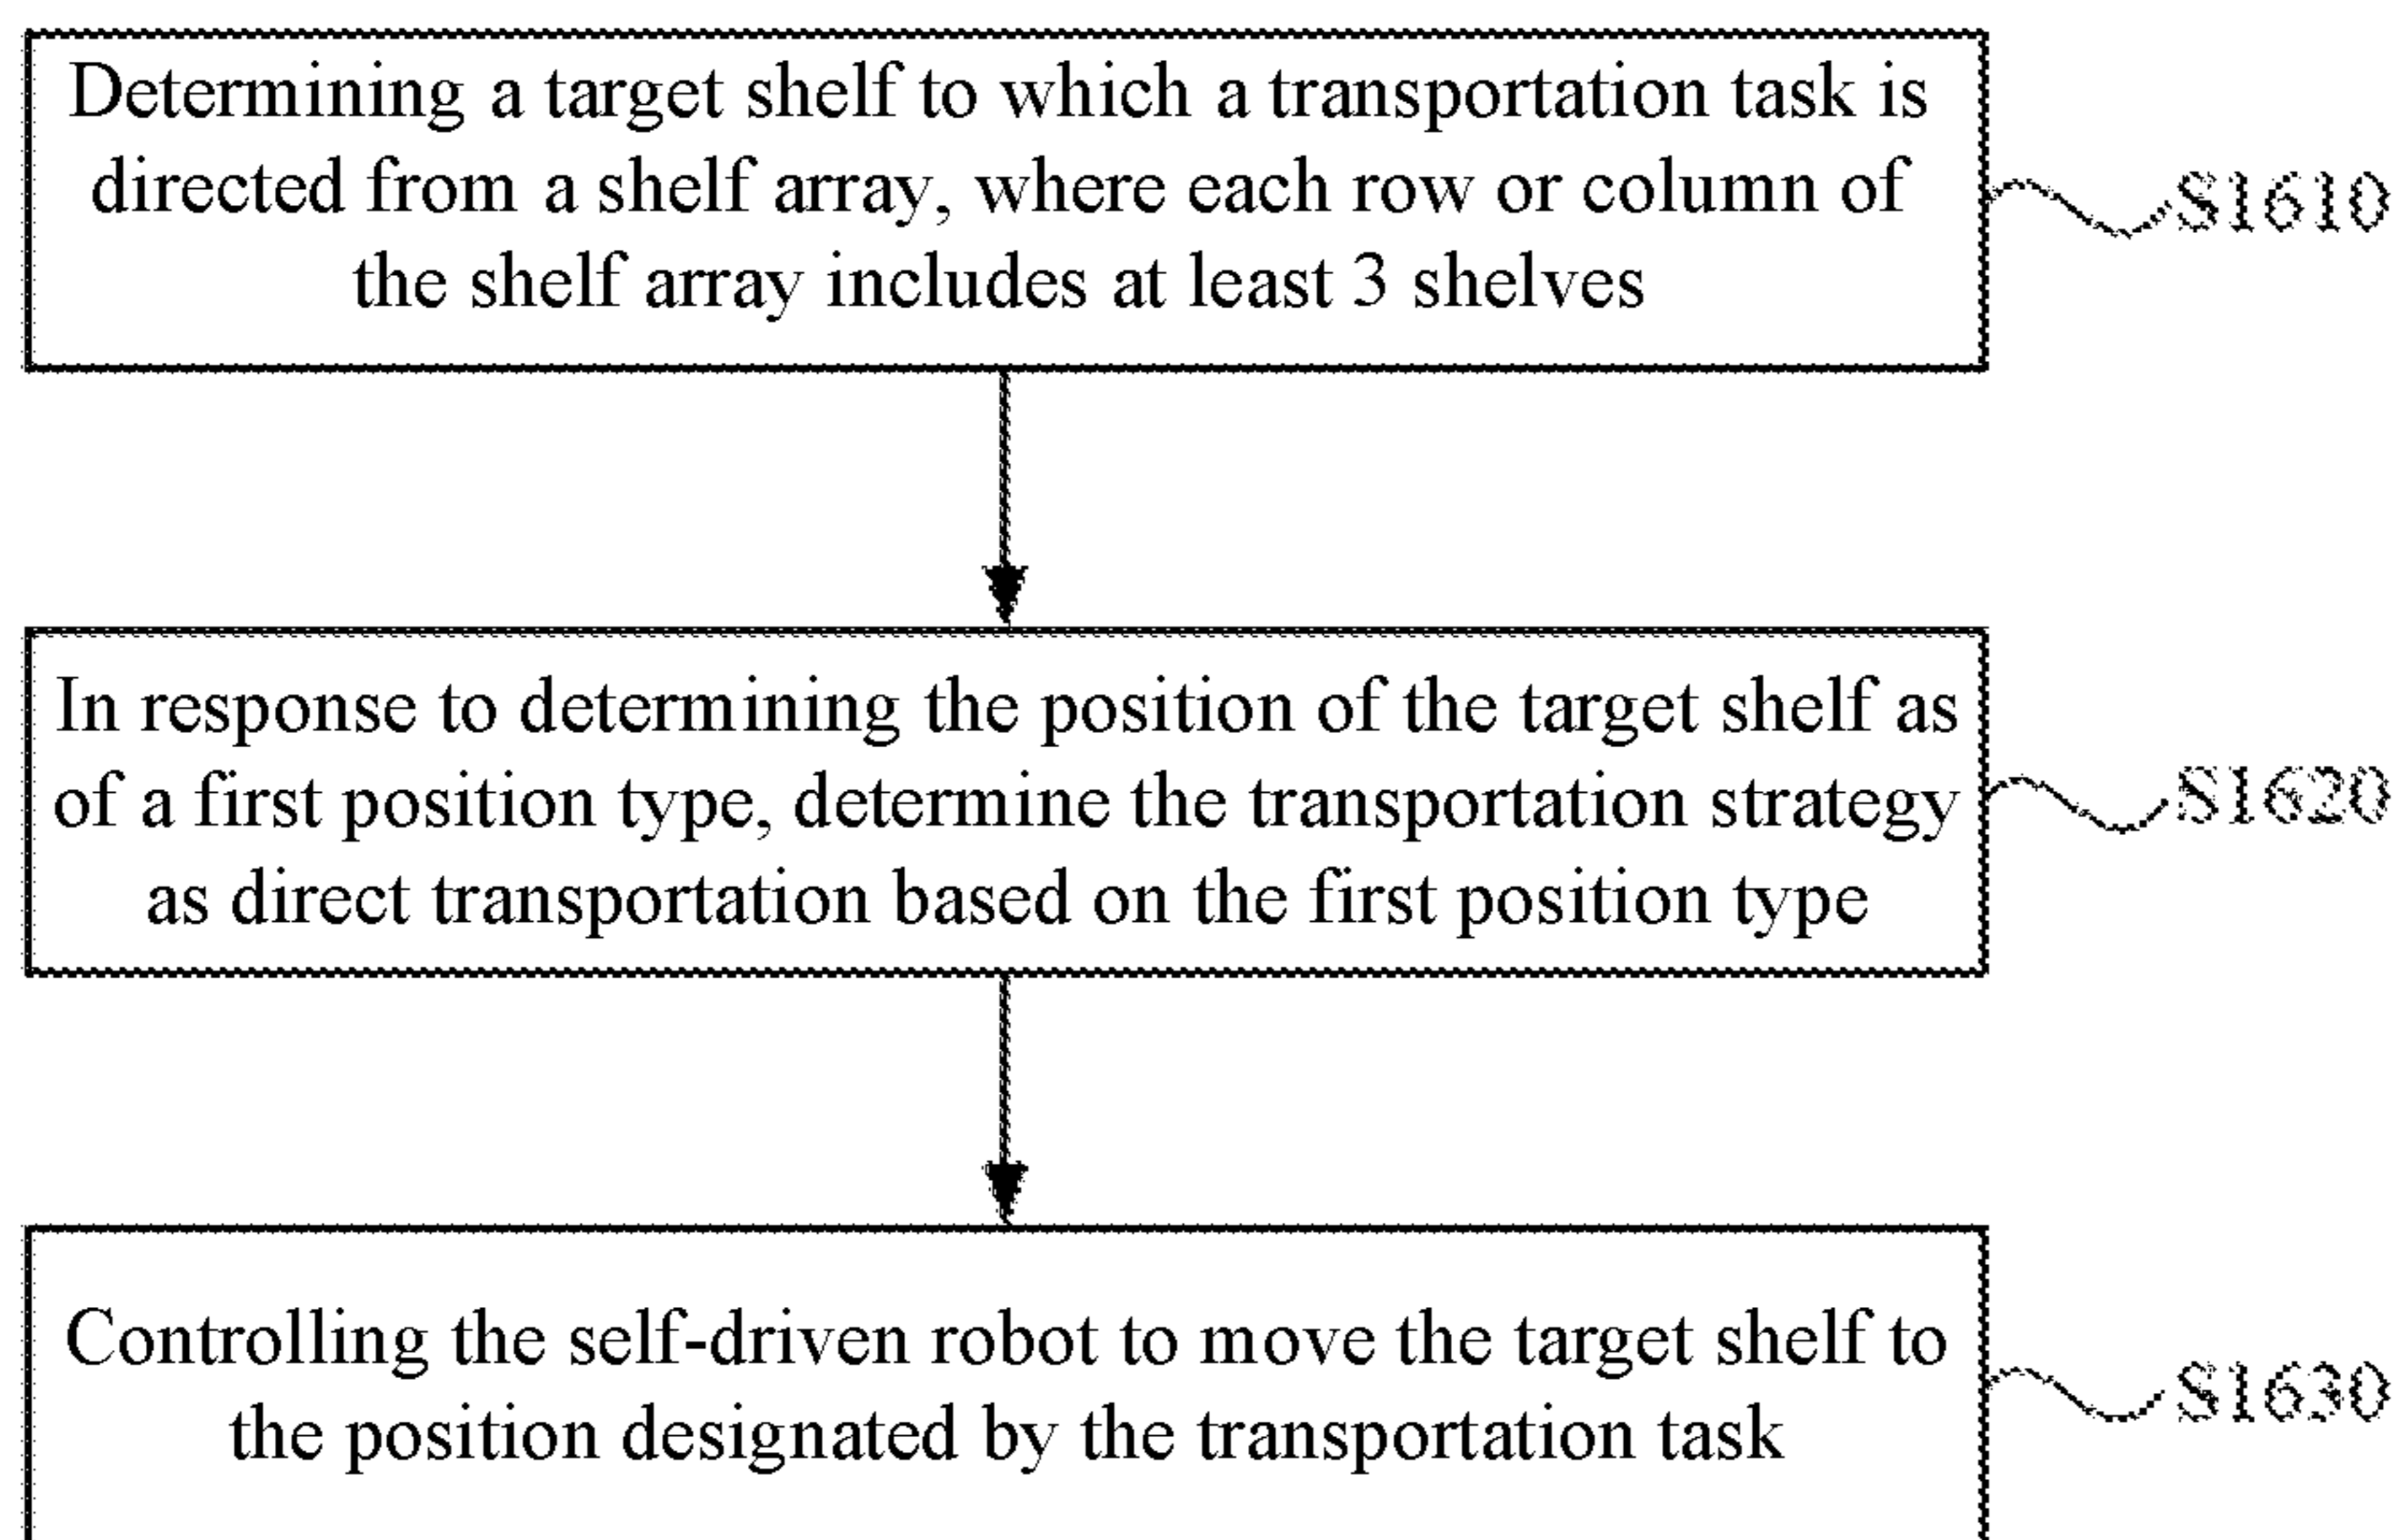 Determining a target shelf to which a transportation task is
directed from a shelf array, where each row or column of
the shelf array includes at least 3 shelves
S1610
In response to determining the position of the target shelf as
of a first position type, determine the transportation strategy
as direct transportation based on the first position type
S1620
Controlling the self-driven robot to move the target shelf to
the position designated by the transportation task
S1630